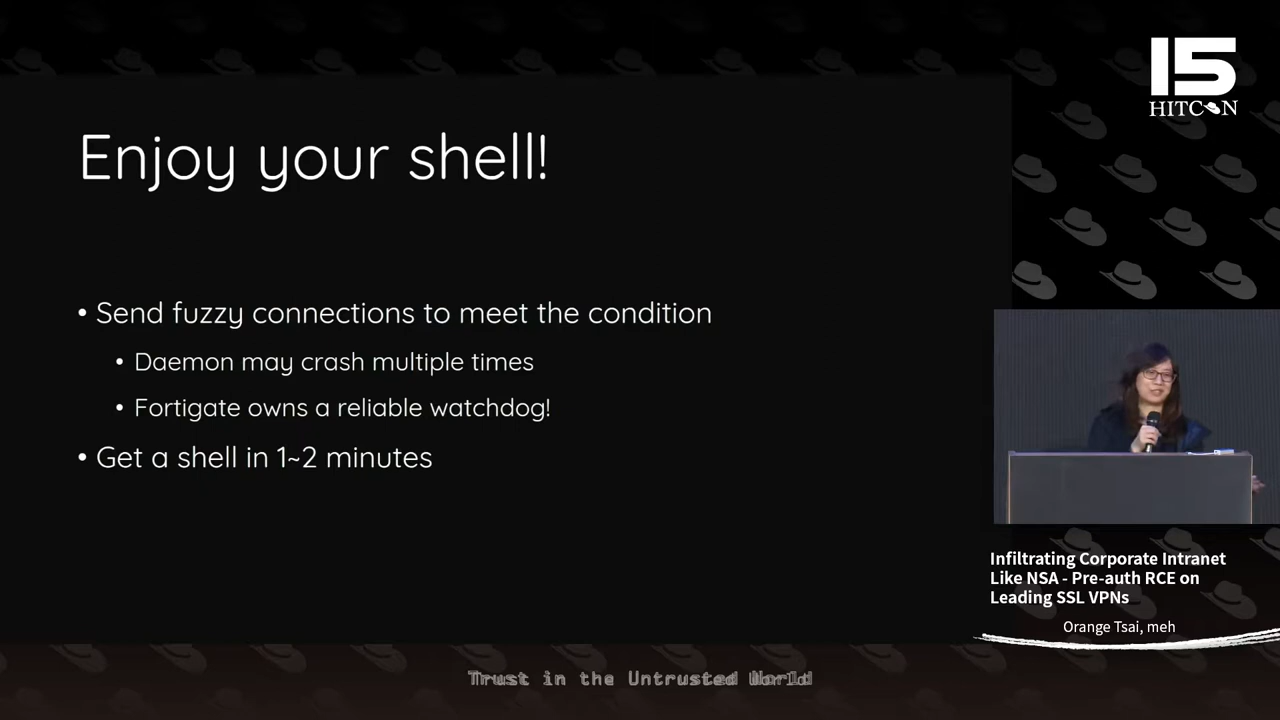 15
HITCON
Enjoy your shell!
• Send fuzzy connections to meet the condition
• Daemon may crash multiple times
• Fortigate owns a reliable watchdog!
• Get a shell in 1~2 minutes
Infiltrating Corporate Intranet
Like NSA - Pre-auth RCE on
Leading SSL VPNs
Orange Tsai, meh
Trust in the Untrusted World